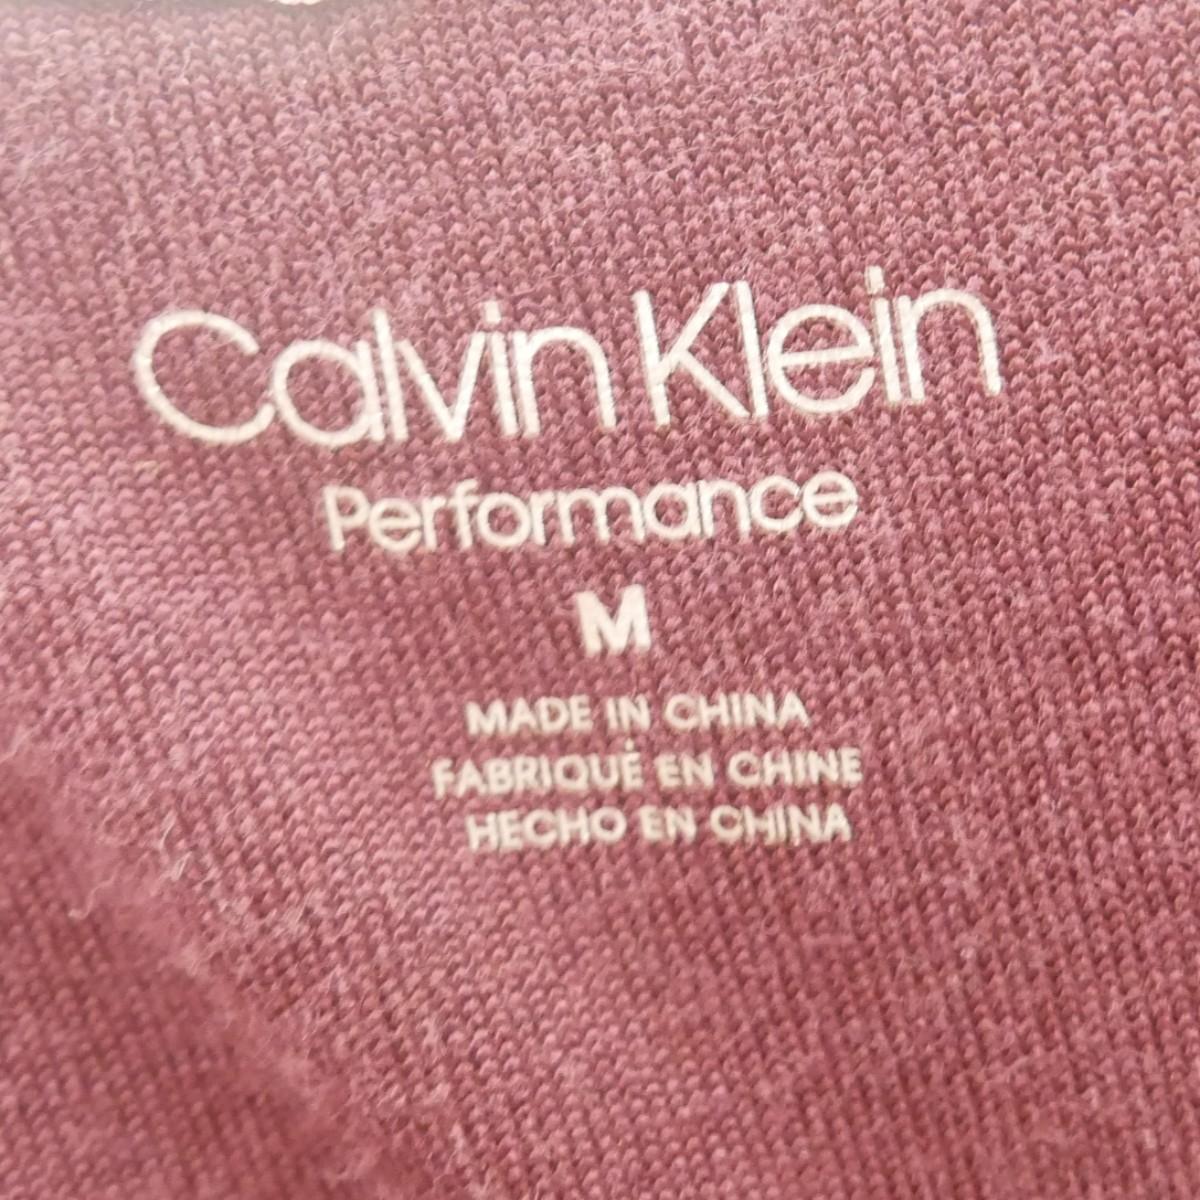 Calvin Klein
Performance
M
MADE IN CHINA
FABRIQUÉ EN CHINE
HECHO EN CHINA